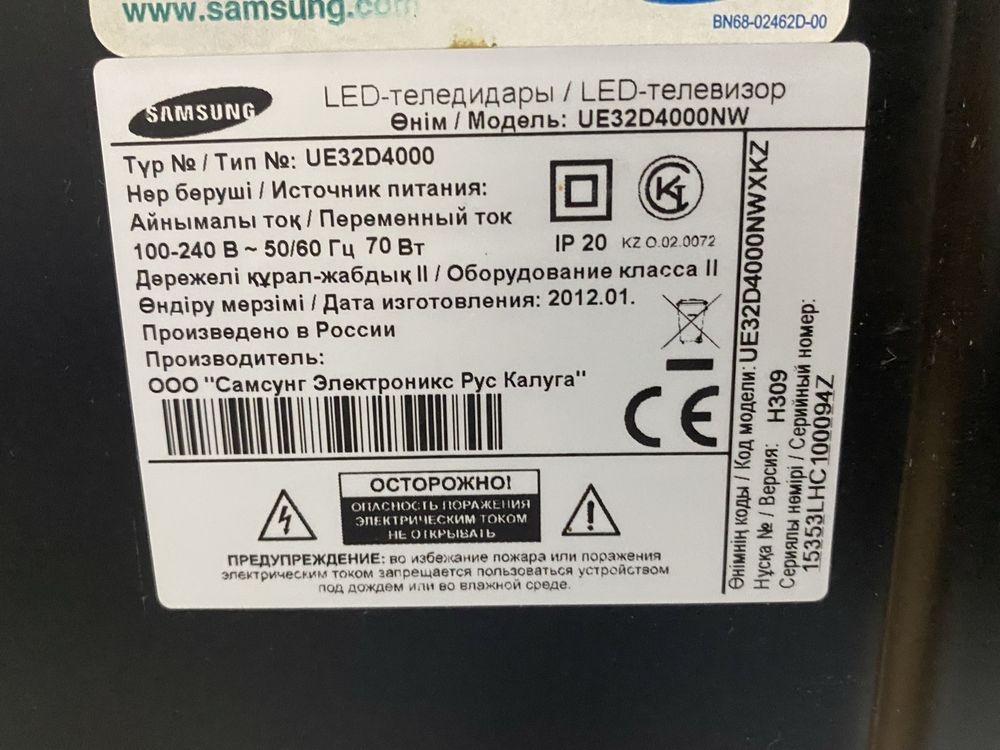 www.samsung.com
BN68-02462D-00
SAMSUNG
LED-теледидары / LED-телевизор
Өнім / Модель: UE32D4000NW
Түр № / Тип №: UE32D4000
Нәр беруші / Источник питания:
Айнымалы ток / Переменный ток
100-240 В ~ 50/60 Гц 70 Вт
IP 20
KZ O.02.0072
Дәрежелі құрал-жабдық II / Оборудование класса II
Өндіру мерзімі / Дата изготовления: 2012.01.
Произведено в России
Производитель:
ООО "Самсунг Электроникс Рус Калуга"
CE
ОСТОРОЖНО!
ОПАСНОСТЬ ПОРАЖЕНИЯ
ЭЛЕКТРИЧЕСКИМ ТОКОМ
НЕ ОТКРЫВАТЬ
ПРЕДУПРЕЖДЕНИЕ: во избежание пожара или поражения
электрическим током запрещается пользоваться устройством
под дождем или во влажной среде.
Өнімнің коды / Код модели: UE32D4000NWXKZ
Нұсқа № / Версия: H309
Сериялы нөмірі / Серийный номер:
15353LHC100094Z